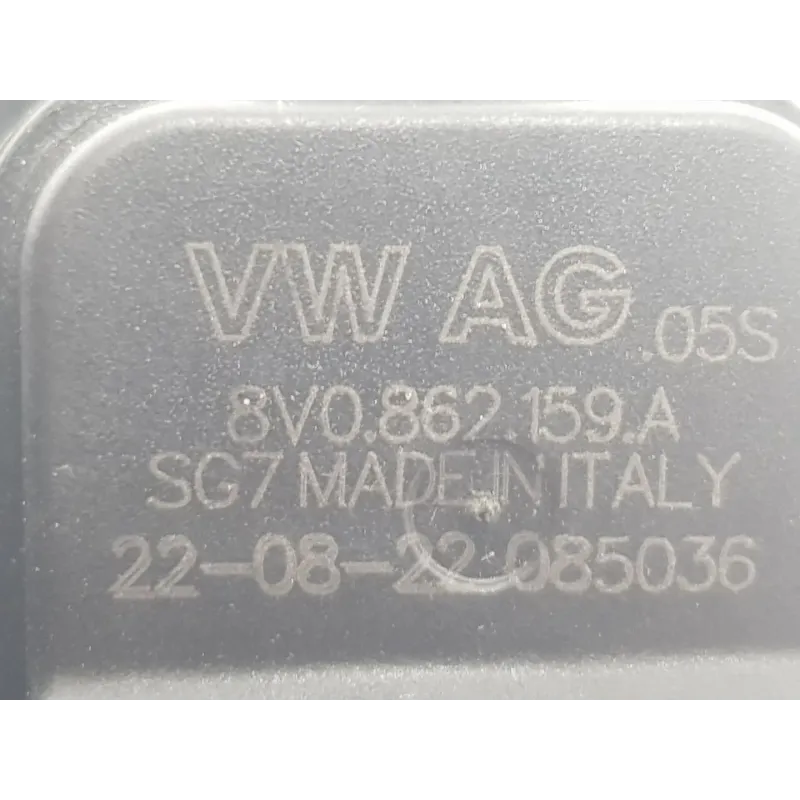 VW AG .05S
8V0.862.159.A
SG7 MADE IN ITALY
22-08-22 085036